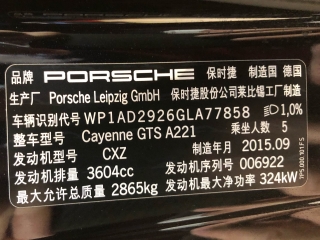 品牌 PORSCHE 保时捷 制造国 德国
生产厂 Porsche Leipzig GmbH 保时捷股份公司莱比锡工厂制造
车辆识别代号 WP1AD2926GLA77858 1,0%
整车型号 Cayenne GTS A221 乘坐人数 5
发动机型号 CXZ 制造年月 2015.09
发动机排量 3604cc 发动机号 006922
最大允许总质量 2865kg 发动机最大净功率 324kW